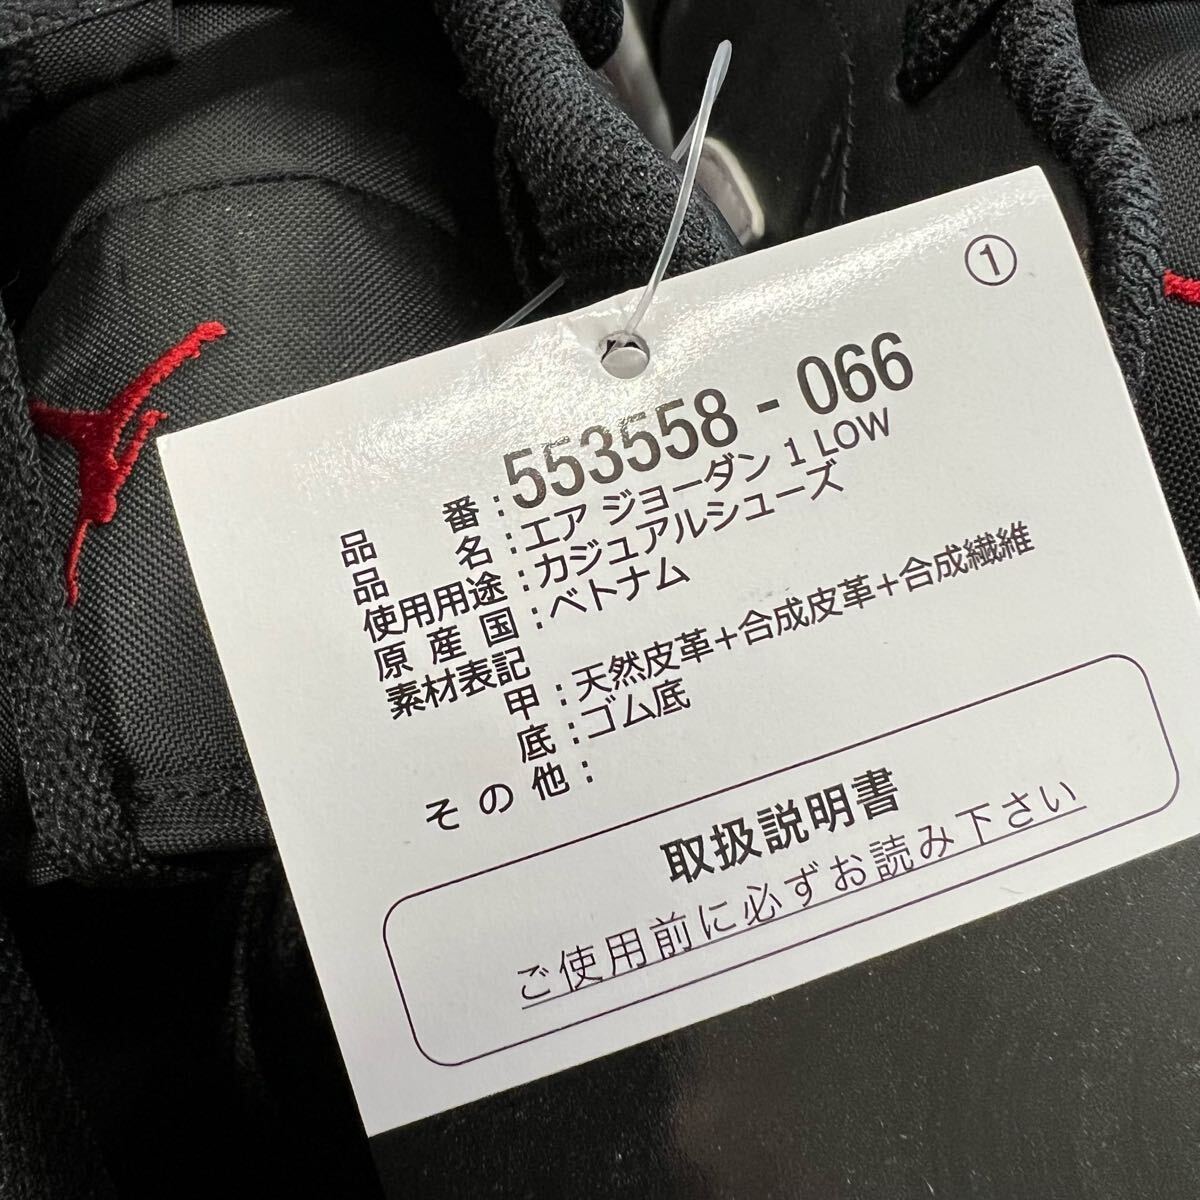 ①
品番：553558-066
品名：エア ジョーダン 1 LOW
使用用途：カジュアルシューズ
原産国：ベトナム
素材表記
甲：天然皮革+合成皮革+合成繊維
底：ゴム底
その他：
取扱説明書
ご使用前に必ずお読み下さい